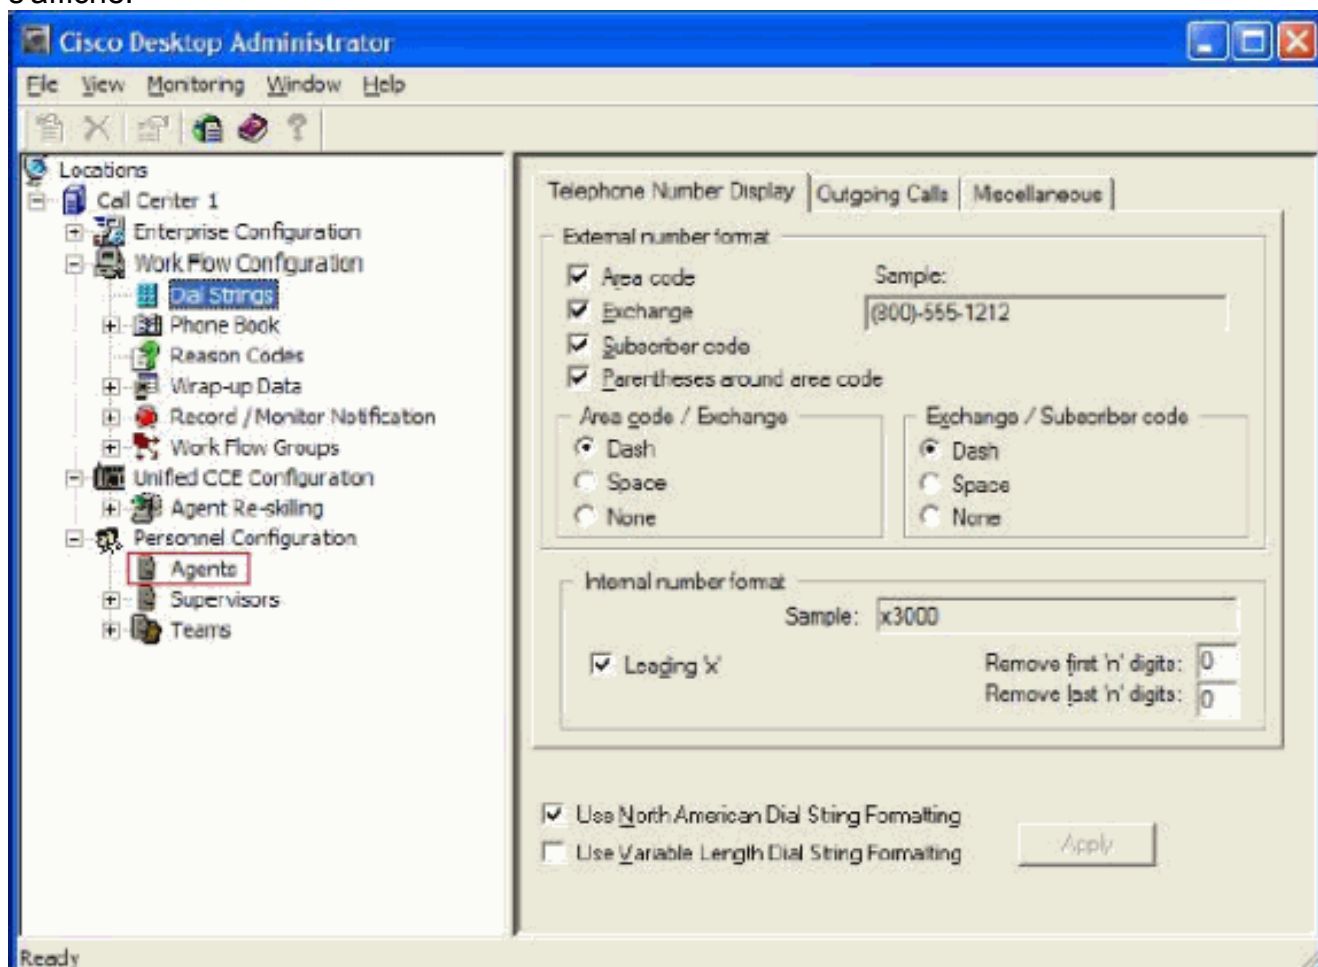 s'affiche.
Cisco Desktop Administrator
File View Monitoring Window Help
Locations
Call Center 1
Enterprise Configuration
Work Flow Configuration
Dial Strings
Phone Book
Reason Codes
Wrap-up Data
Record / Monitor Notification
Work Flow Groups
Unified CCE Configuration
Agent Re-skilling
Personnel Configuration
Agents
Supervisors
Teams
Telephone Number Display Outgoing Calls Miscellaneous
External number format
Area code Sample:
Exchange (800)-555-1212
Subscriber code
Parentheses around area code
Area code / Exchange Exchange / Subscriber code
Dash Dash
Space Space
None None
Internal number format
Sample: x3000
Leading 'x' Remove first 'n' digits: 0
Remove last 'n' digits: 0
Use North American Dial String Formatting
Use Variable Length Dial String Formatting Apply
Ready